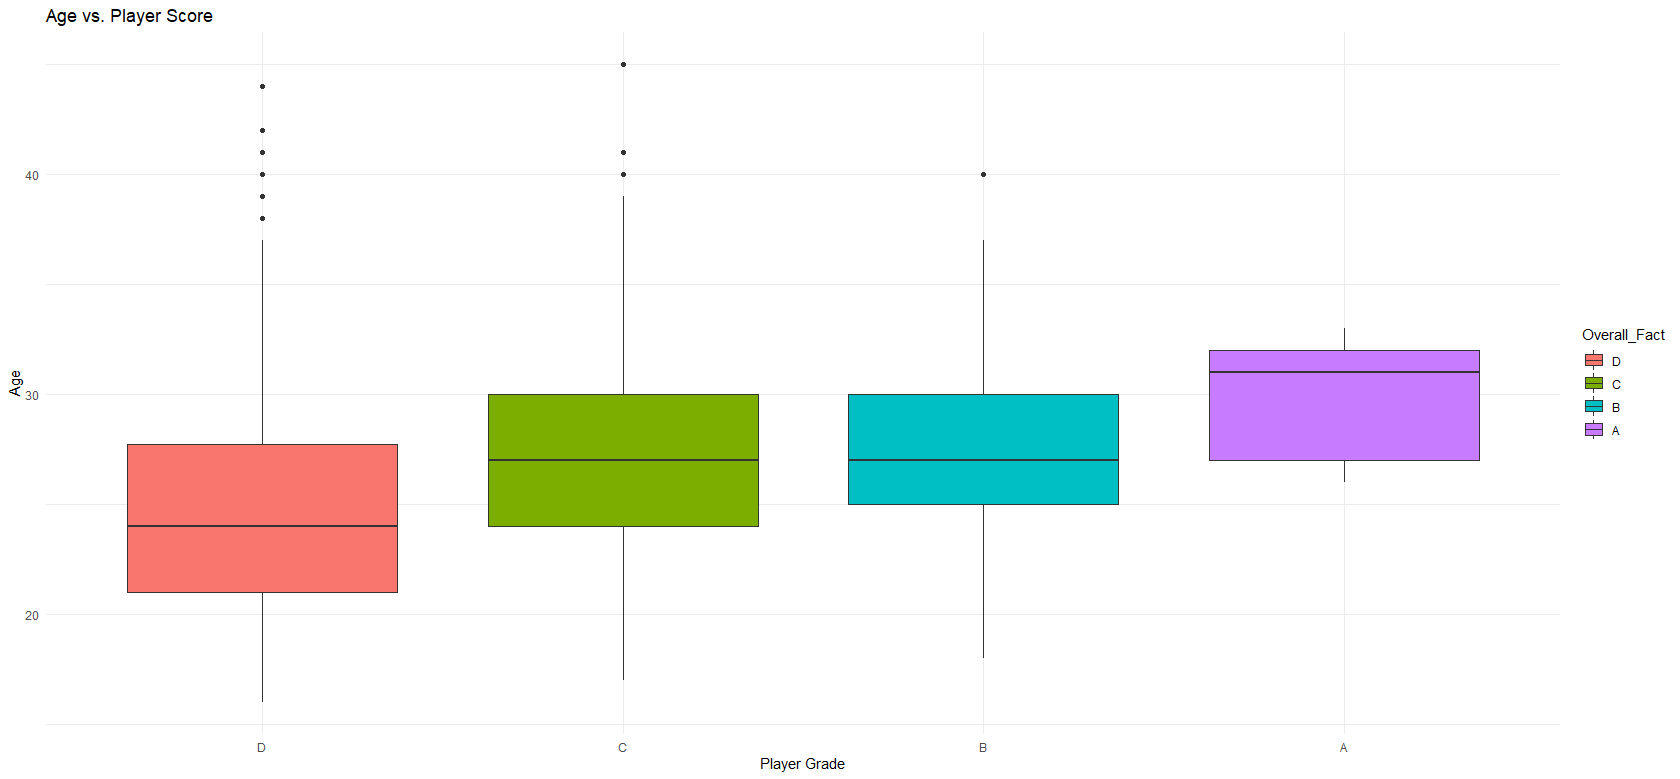 Age vs. Player Score
Age
40
30
20
D
C
B
A
Player Grade
Overall_Fact
D
C
B
A